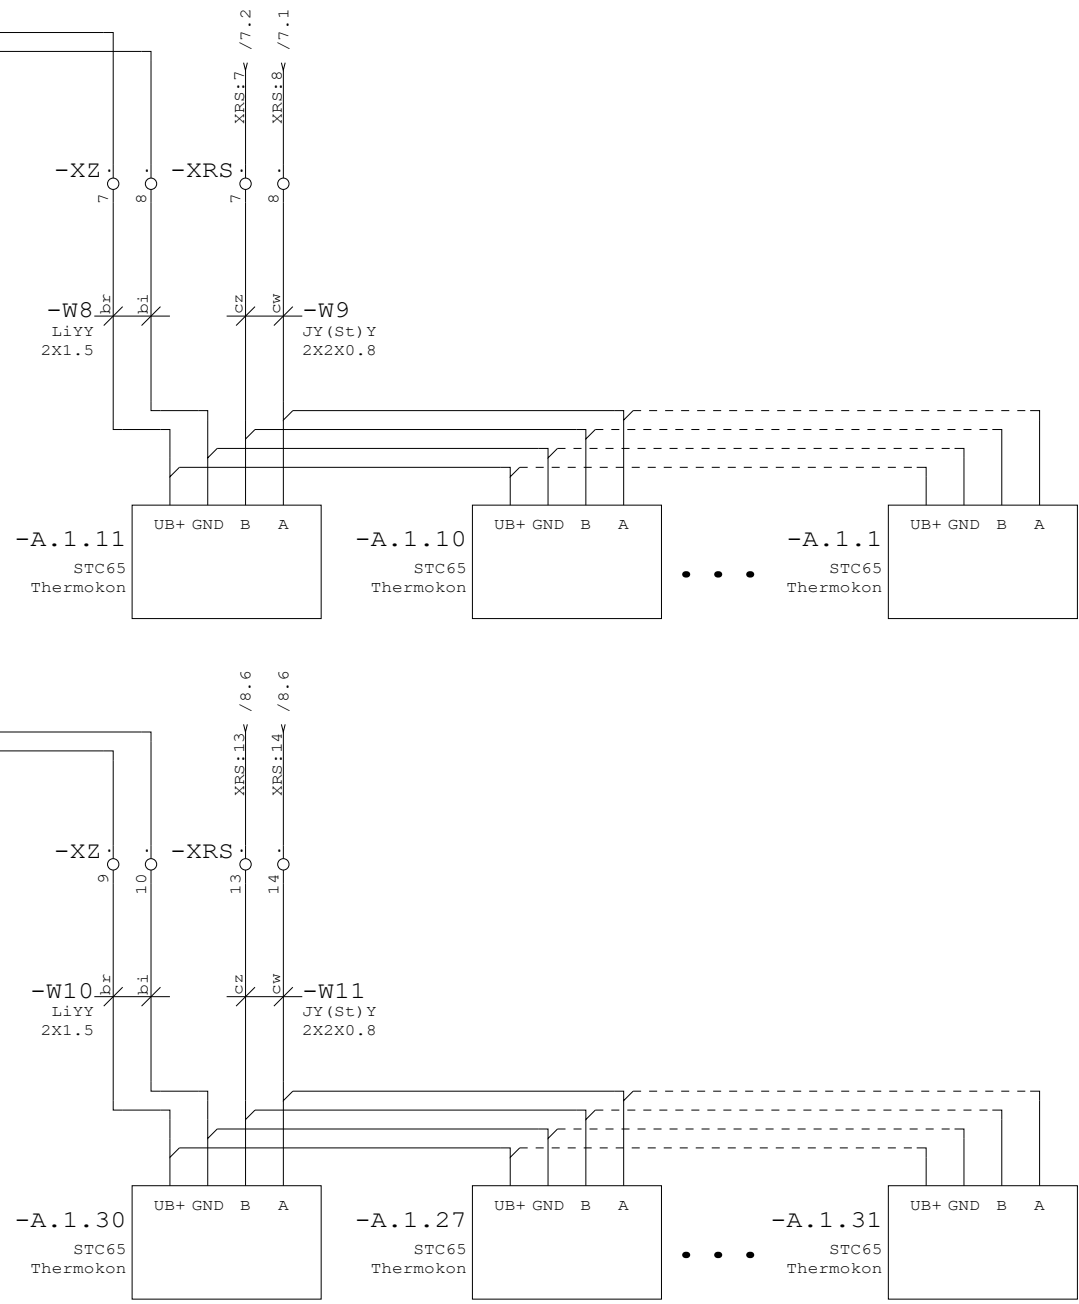 /7.2
/7.1
XRS:7
XRS:8
-XZ
-XRS
7
8
7
8
-W8
br
bi
cz
cw
-W9
LiYY
2X1.5
JY(St)Y
2X2X0.8
UB+ GND B A
UB+ GND B A
UB+ GND B A
-A.1.11
STC65
Thermokon
-A.1.10
STC65
Thermokon
-A.1.1
STC65
Thermokon
/8.6
/8.6
XRS:13
XRS:14
-XZ
-XRS
9
10
13
14
-W10
br
bi
cz
cw
-W11
LiYY
2X1.5
JY(St)Y
2X2X0.8
UB+ GND B A
UB+ GND B A
UB+ GND B A
-A.1.30
STC65
Thermokon
-A.1.27
STC65
Thermokon
-A.1.31
STC65
Thermokon